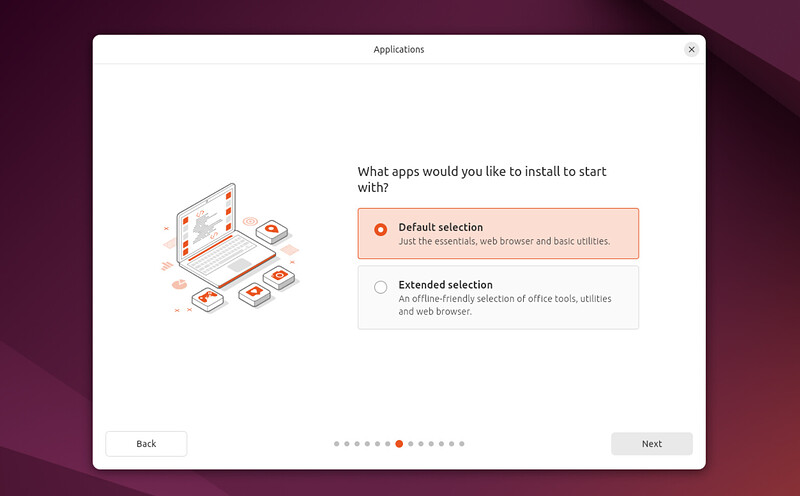 Applications
What apps would you like to install to start
with?
Default selection
Just the essentials, web browser and basic utilities.
Extended selection
An offline-friendly selection of office tools, utilities
and web browser.
Back
Next